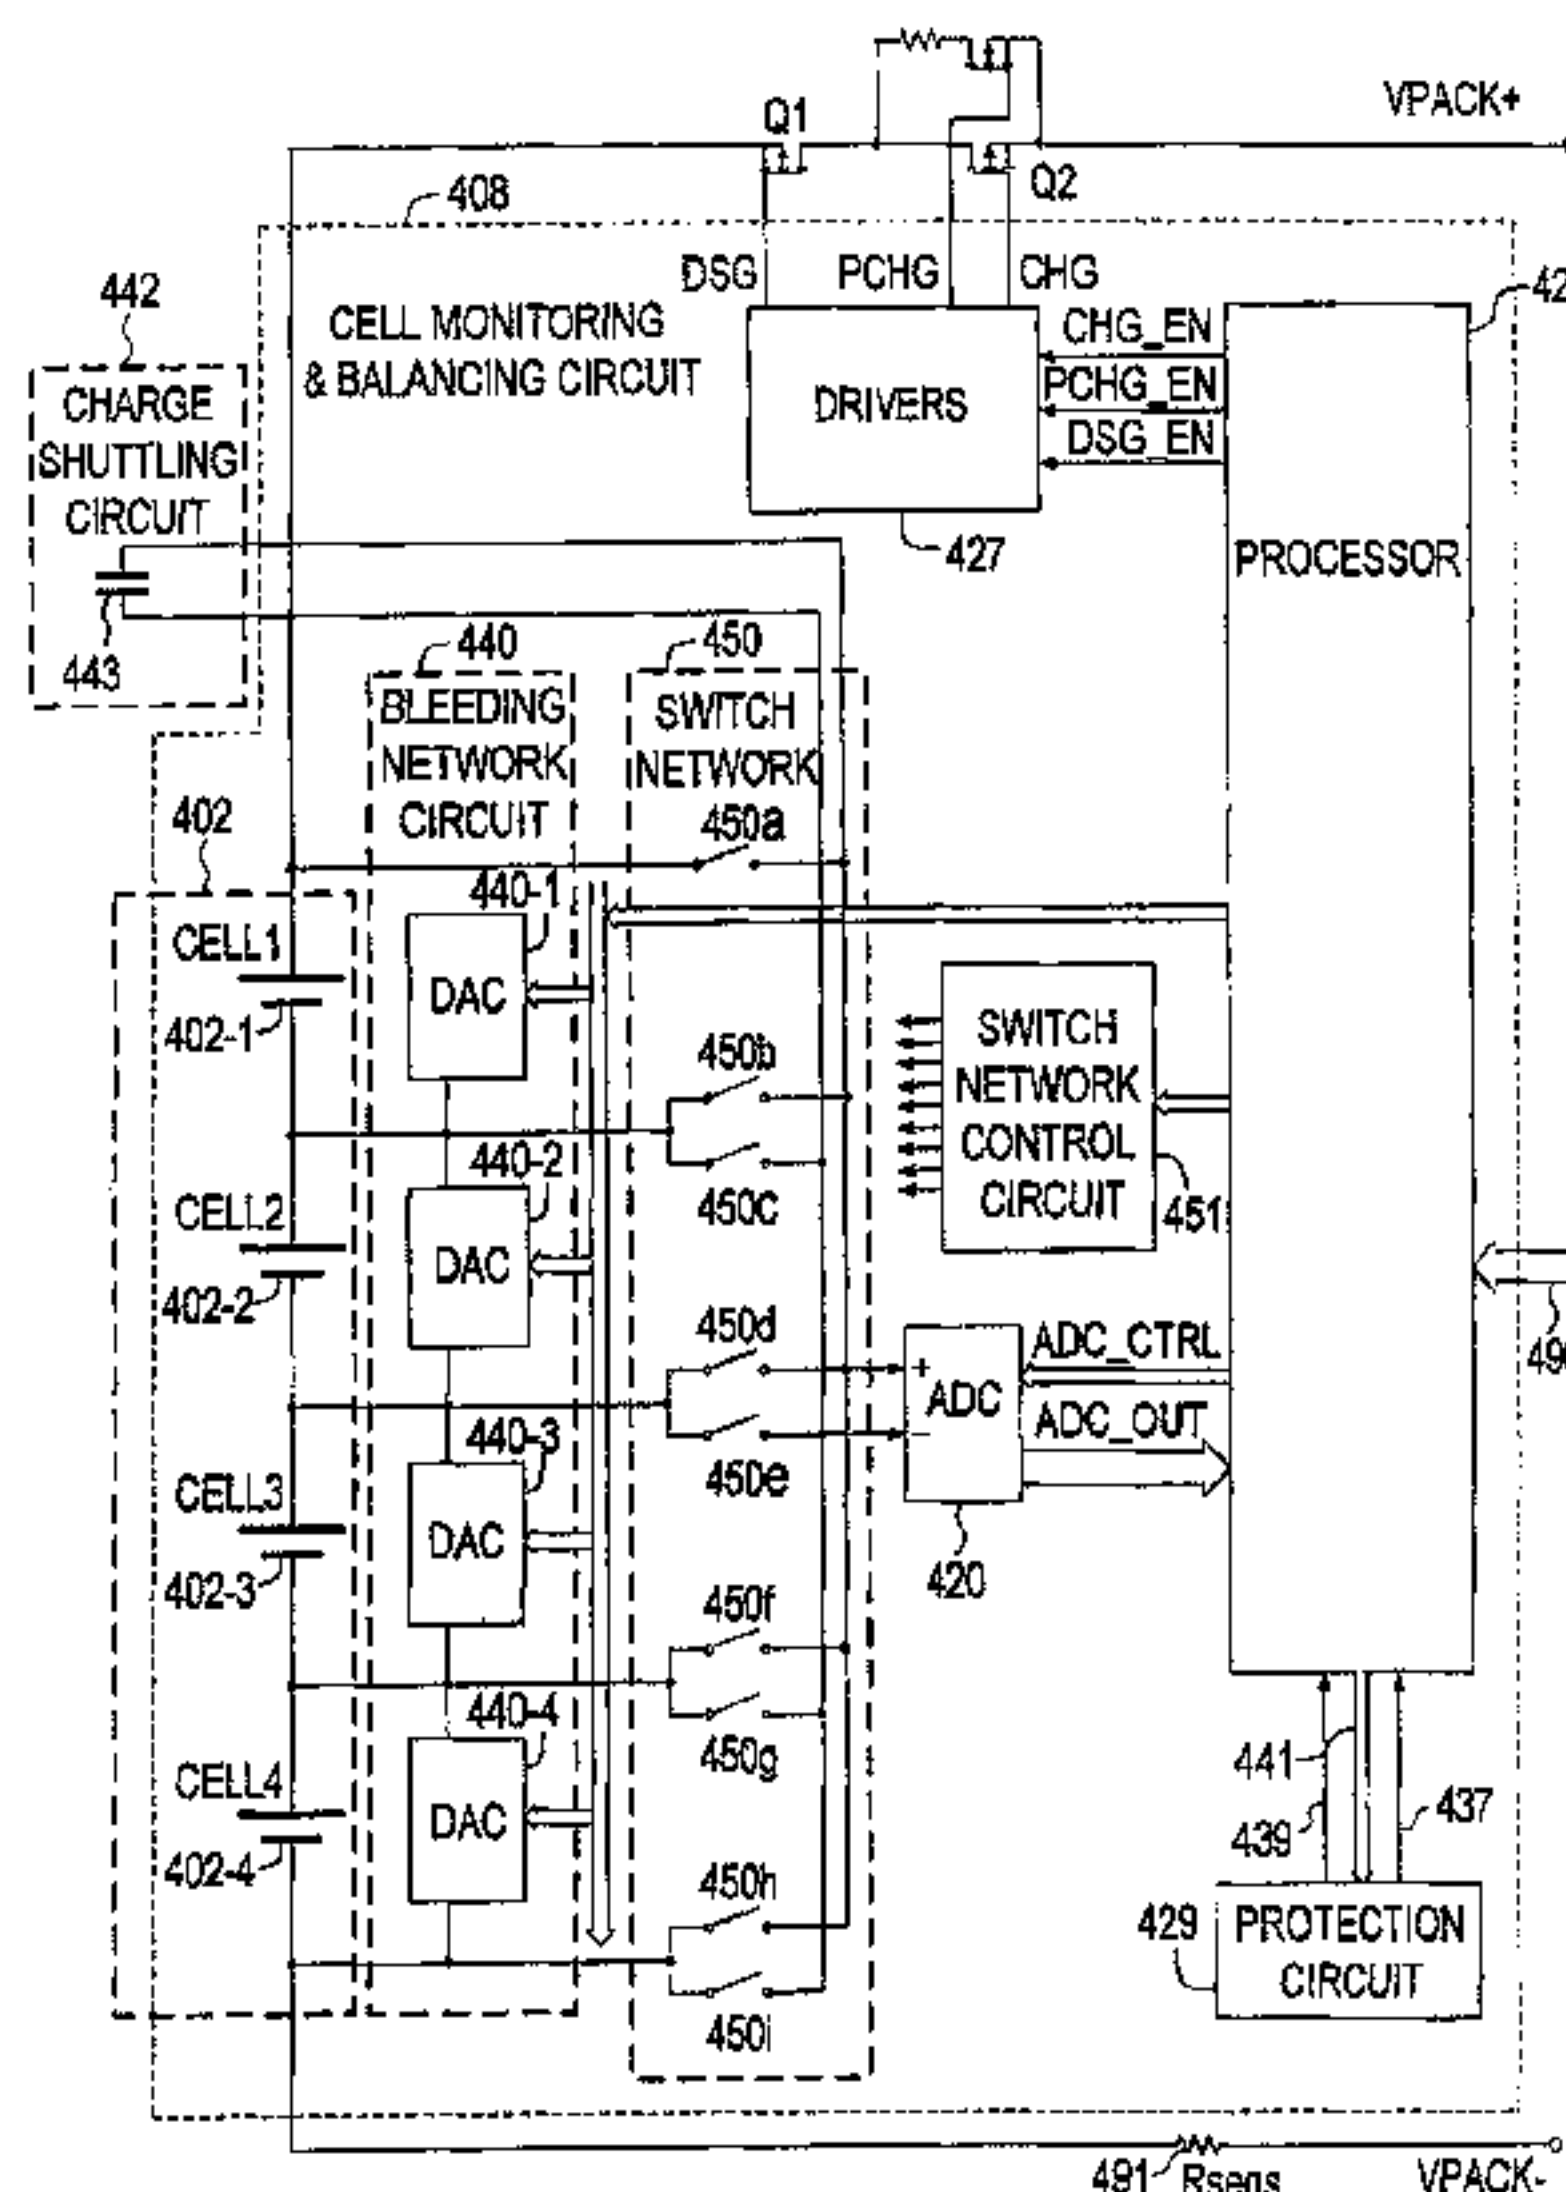 VPACK+
Q1
Q2
408
DSG
PCHG
CHG
442
CELL MONITORING
& BALANCING CIRCUIT
CHARGE
SHUTTLING
CIRCUIT
443
DRIVERS
427
CHG_EN
PCHG_EN
DSG_EN
PROCESSOR
440
450
BLEEDING
NETWORK
CIRCUIT
SWITCH
NETWORK
450a
402
440-1
CELL1
402-1
DAC
450b
450c
SWITCH
NETWORK
CONTROL
CIRCUIT
451
440-2
CELL2
402-2
DAC
450d
450e
+
ADC
−
ADC_CTRL
ADC_OUT
420
440-3
CELL3
402-3
DAC
450f
450g
440-4
CELL4
402-4
DAC
450h
450i
441
439
437
429
PROTECTION
CIRCUIT
491
Rsens
VPACK-